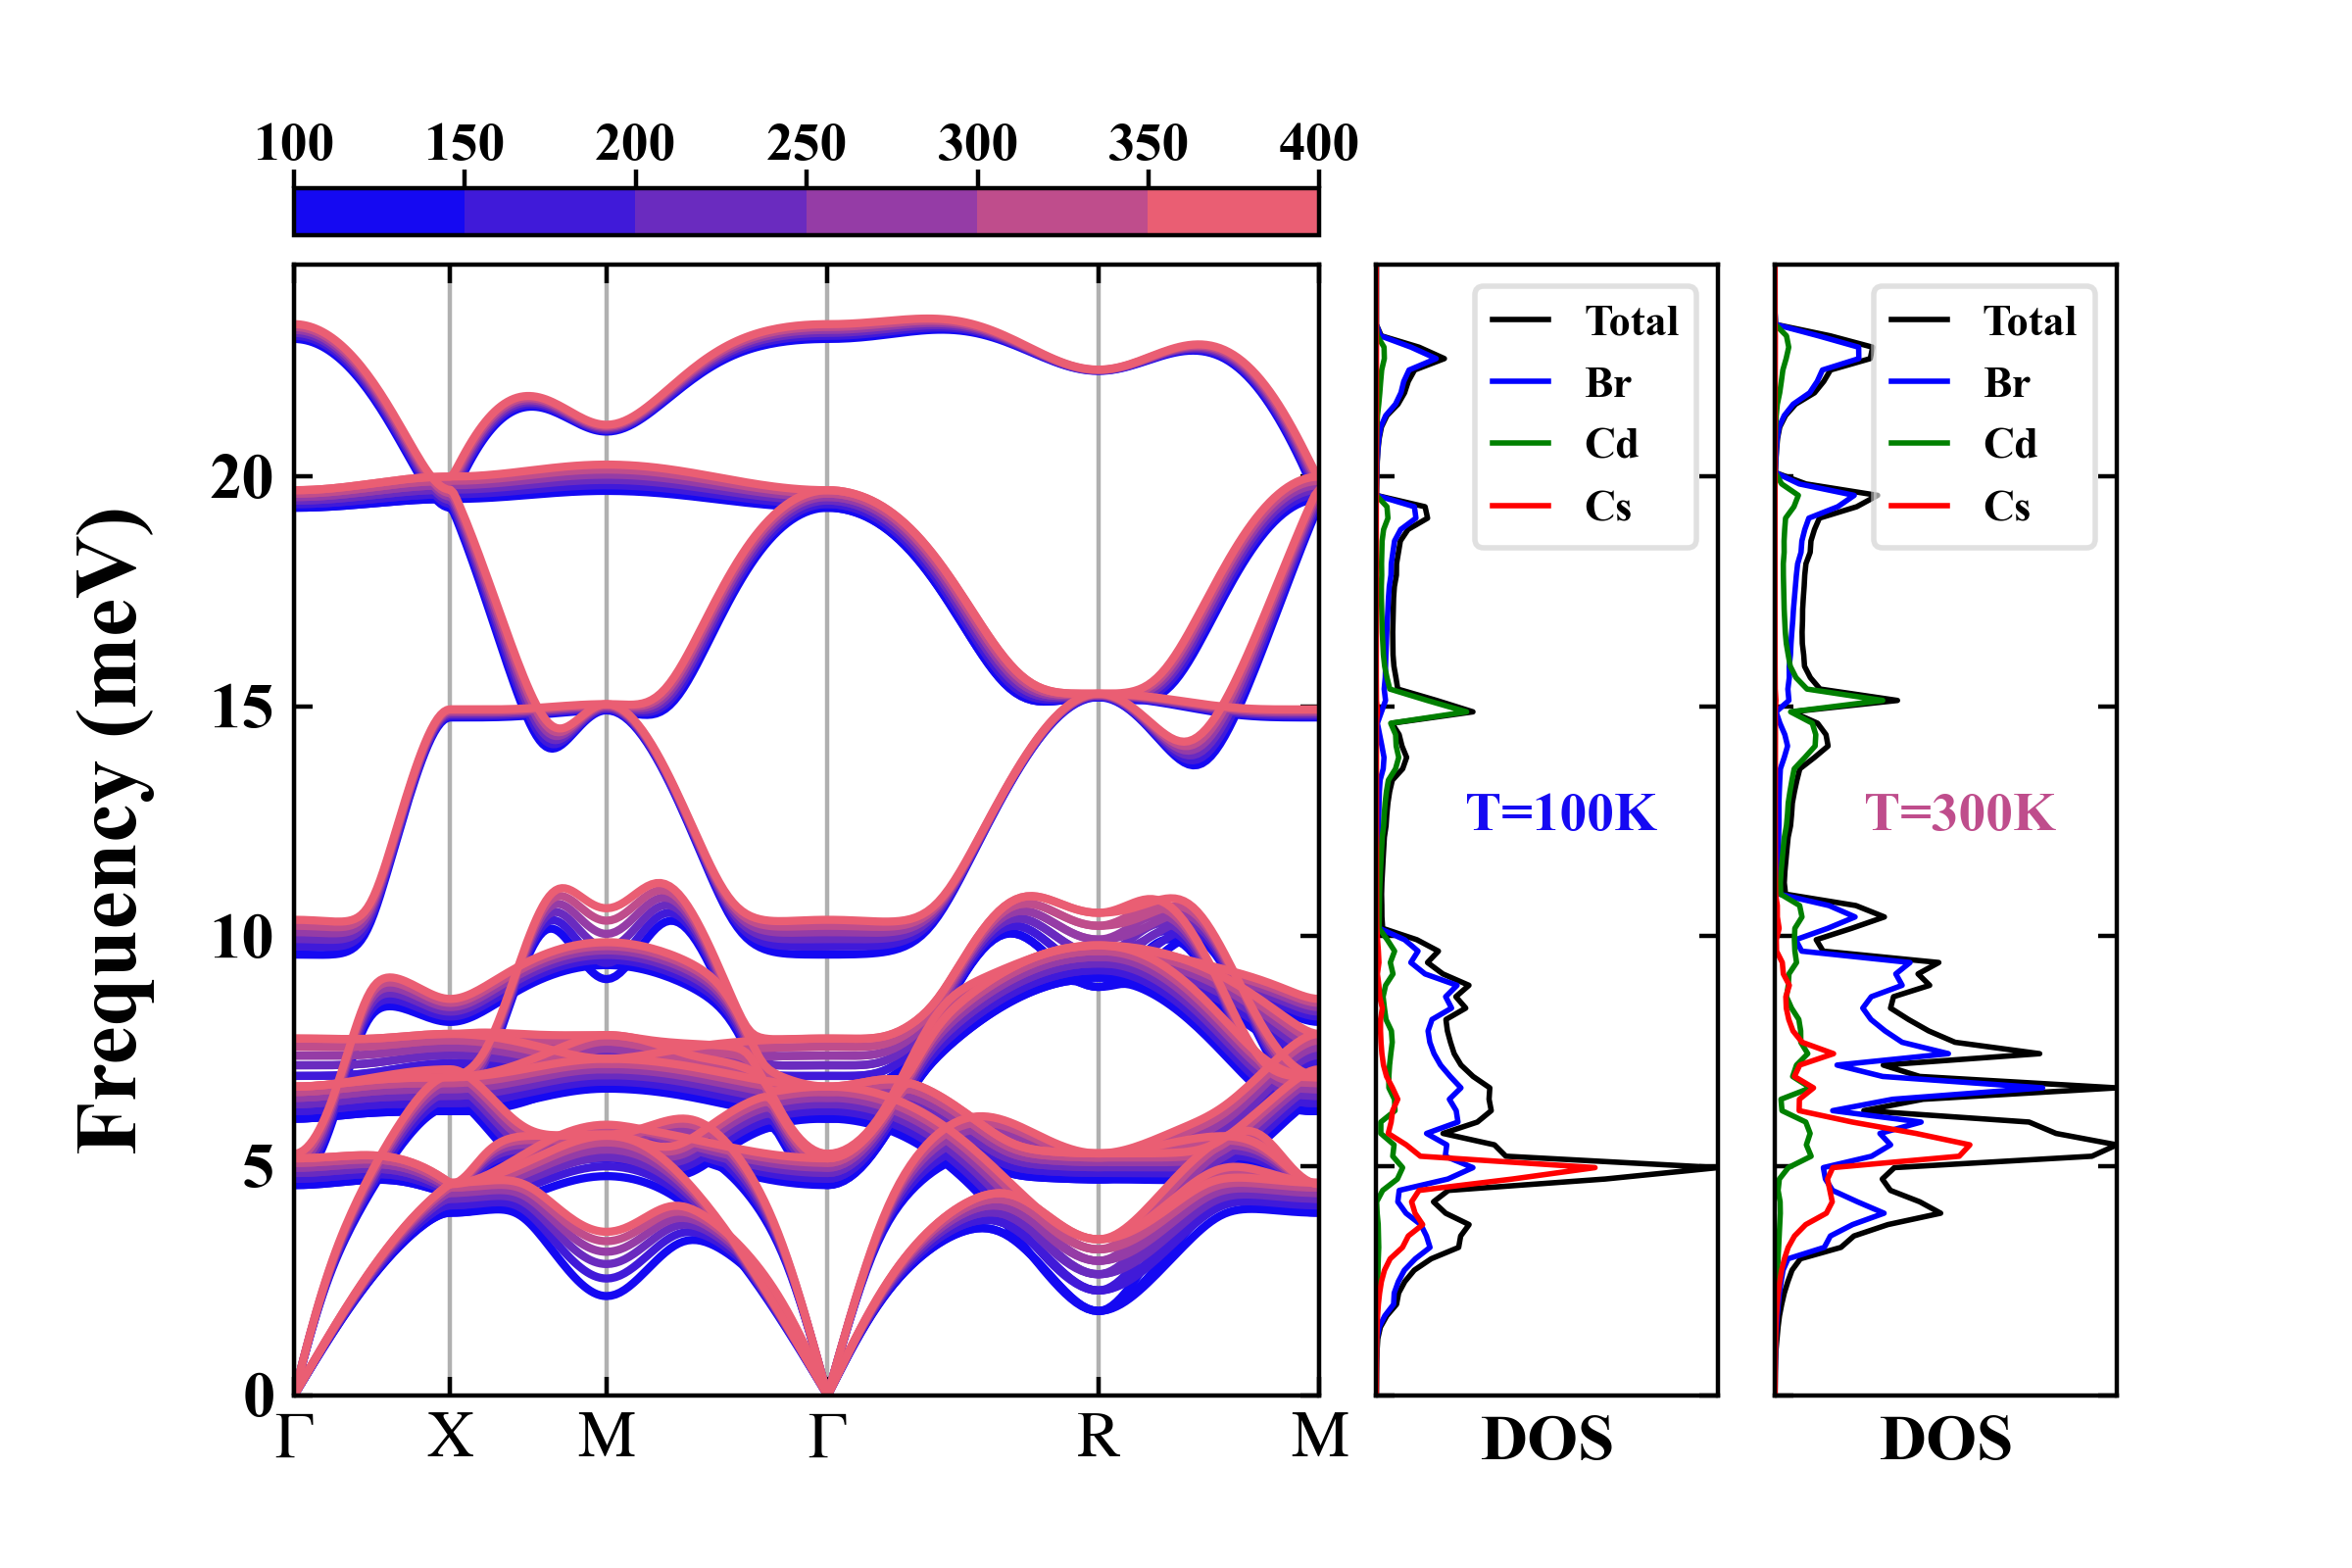 100 150 200 250 300 350 400
Frequency (meV)
20
15
10
5
0
Γ X M Γ R M
Total
Br
Cd
Cs
T=100K
DOS
Total
Br
Cd
Cs
T=300K
DOS